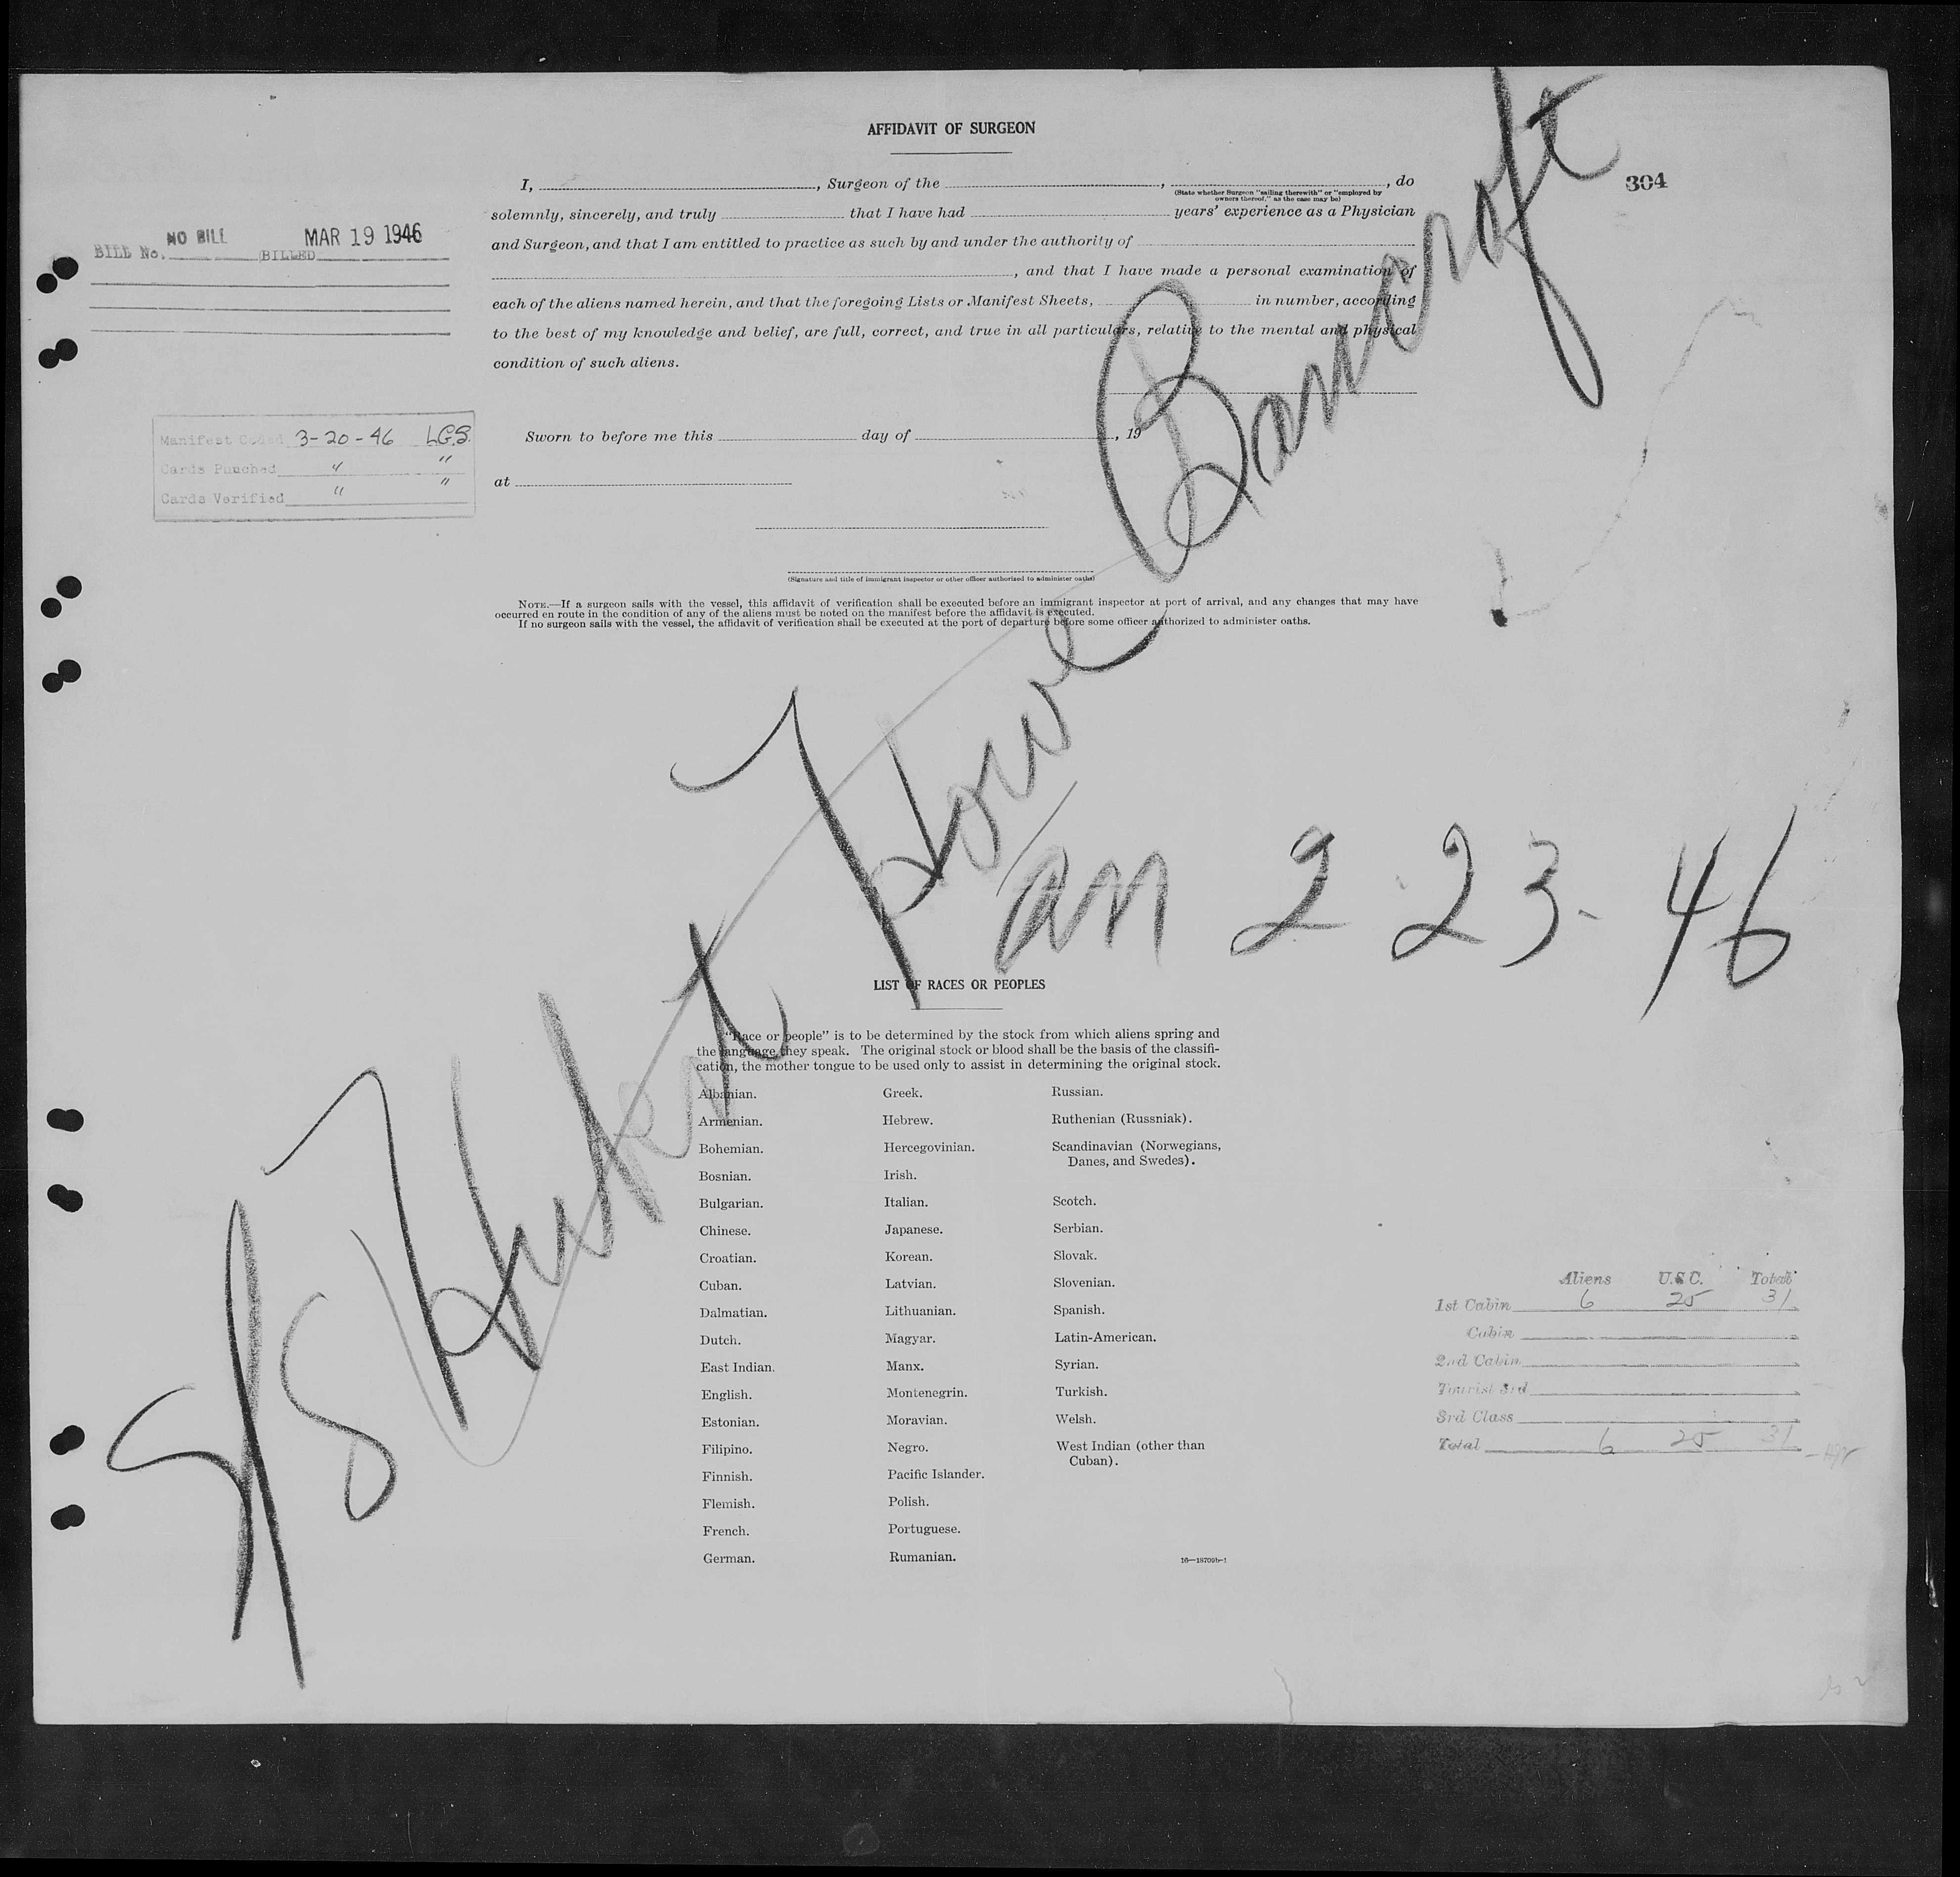 AFFIDAVIT OF SURGEON
304
I, , Surgeon of the , , do
(State whether Surgeon "sailing therewith" or "employed by
owners thereof," as the case may be)
solemnly, sincerely, and truly that I have had years' experience as a Physician
and Surgeon, and that I am entitled to practice as such by and under the authority of
, and that I have made a personal examination of
each of the aliens named herein, and that the foregoing Lists or Manifest Sheets, in number, according
to the best of my knowledge and belief, are full, correct, and true in all particulars, relative to the mental and physical
condition of such aliens.
BILL No. NO BILL BILLED MAR 19 1946
Manifest Coded 3-20-46 LGS.
Cards Punched " "
Cards Verified " "
Sworn to before me this day of , 19
at
(Signature and title of immigrant inspector or other officer authorized to administer oaths)
NOTE.—If a surgeon sails with the vessel, this affidavit of verification shall be executed before an immigrant inspector at port of arrival, and any changes that may have
occurred en route in the condition of any of the aliens must be noted on the manifest before the affidavit is executed.
If no surgeon sails with the vessel, the affidavit of verification shall be executed at the port of departure before some officer authorized to administer oaths.
S/S Hubert Howe Bancroft
an 2 23-46
LIST OF RACES OR PEOPLES
"Race or people" is to be determined by the stock from which aliens spring and
the language they speak. The original stock or blood shall be the basis of the classifi-
cation, the mother tongue to be used only to assist in determining the original stock.
Albanian.
Armenian.
Bohemian.
Bosnian.
Bulgarian.
Chinese.
Croatian.
Cuban.
Dalmatian.
Dutch.
East Indian.
English.
Estonian.
Filipino.
Finnish.
Flemish.
French.
German.
Greek.
Hebrew.
Hercegovinian.
Irish.
Italian.
Japanese.
Korean.
Latvian.
Lithuanian.
Magyar.
Manx.
Montenegrin.
Moravian.
Negro.
Pacific Islander.
Polish.
Portuguese.
Rumanian.
Russian.
Ruthenian (Russniak).
Scandinavian (Norwegians,
Danes, and Swedes).
Scotch.
Serbian.
Slovak.
Slovenian.
Spanish.
Latin-American.
Syrian.
Turkish.
Welsh.
West Indian (other than
Cuban).
16—18709b-1
Aliens U.S.C. Total
1st Cabin 6 25 31
Cabin
2nd Cabin
Tourist 3rd
3rd Class
Total 6 25 31